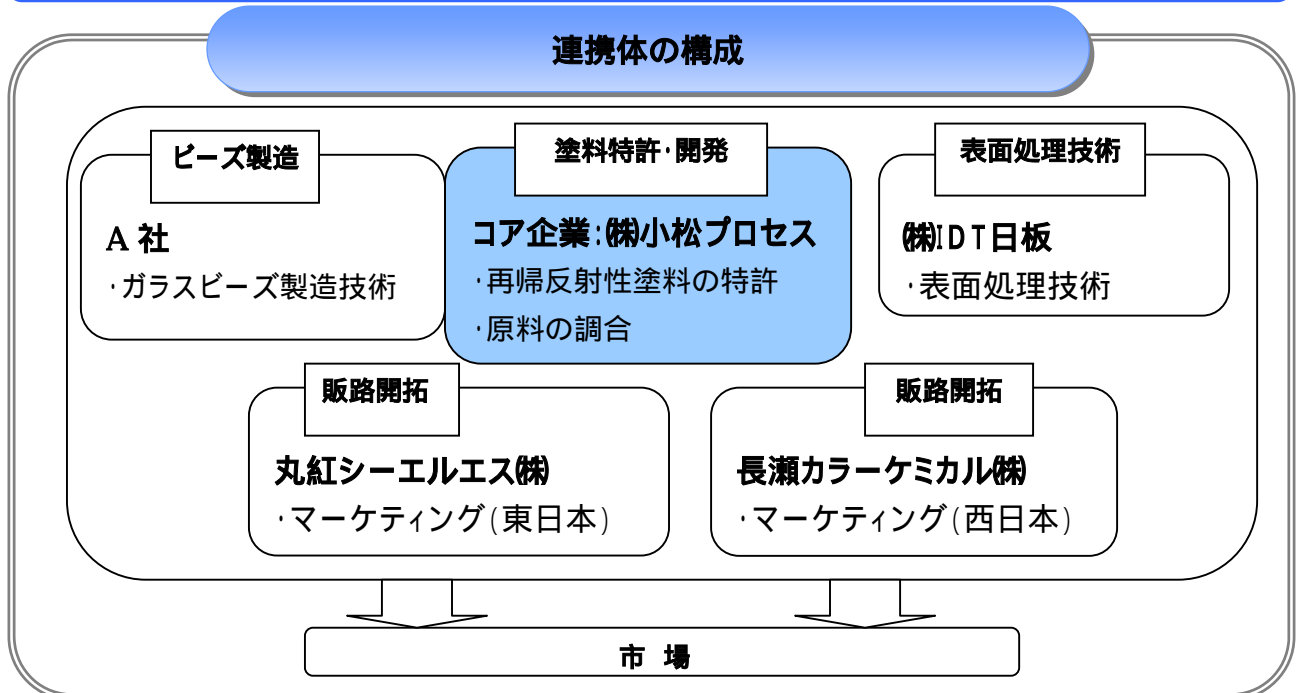 連携体の構成
ビーズ製造
A 社
・ガラスビーズ製造技術
塗料特許・開発
コア企業:㈱小松プロセス
・再帰反射性塗料の特許
・原料の調合
表面処理技術
㈱IDT日板
・表面処理技術
販路開拓
丸紅シーエルエス㈱
・マーケティング(東日本)
販路開拓
長瀬カラーケミカル㈱
・マーケティング(西日本)
市 場